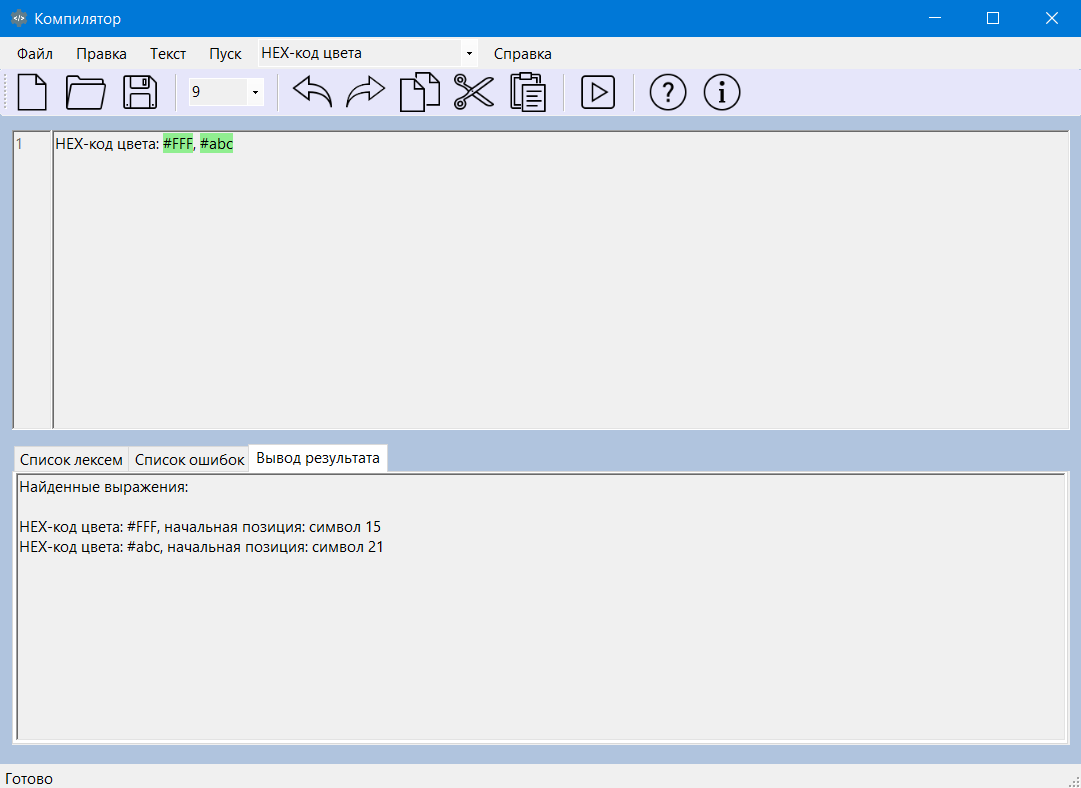 Компилятор
Файл Правка Текст Пуск HEX-код цвета Справка
9
1 HEX-код цвета: #FFF, #abc
Список лексем Список ошибок Вывод результата
Найденные выражения:
HEX-код цвета: #FFF, начальная позиция: символ 15
HEX-код цвета: #abc, начальная позиция: символ 21
Готово